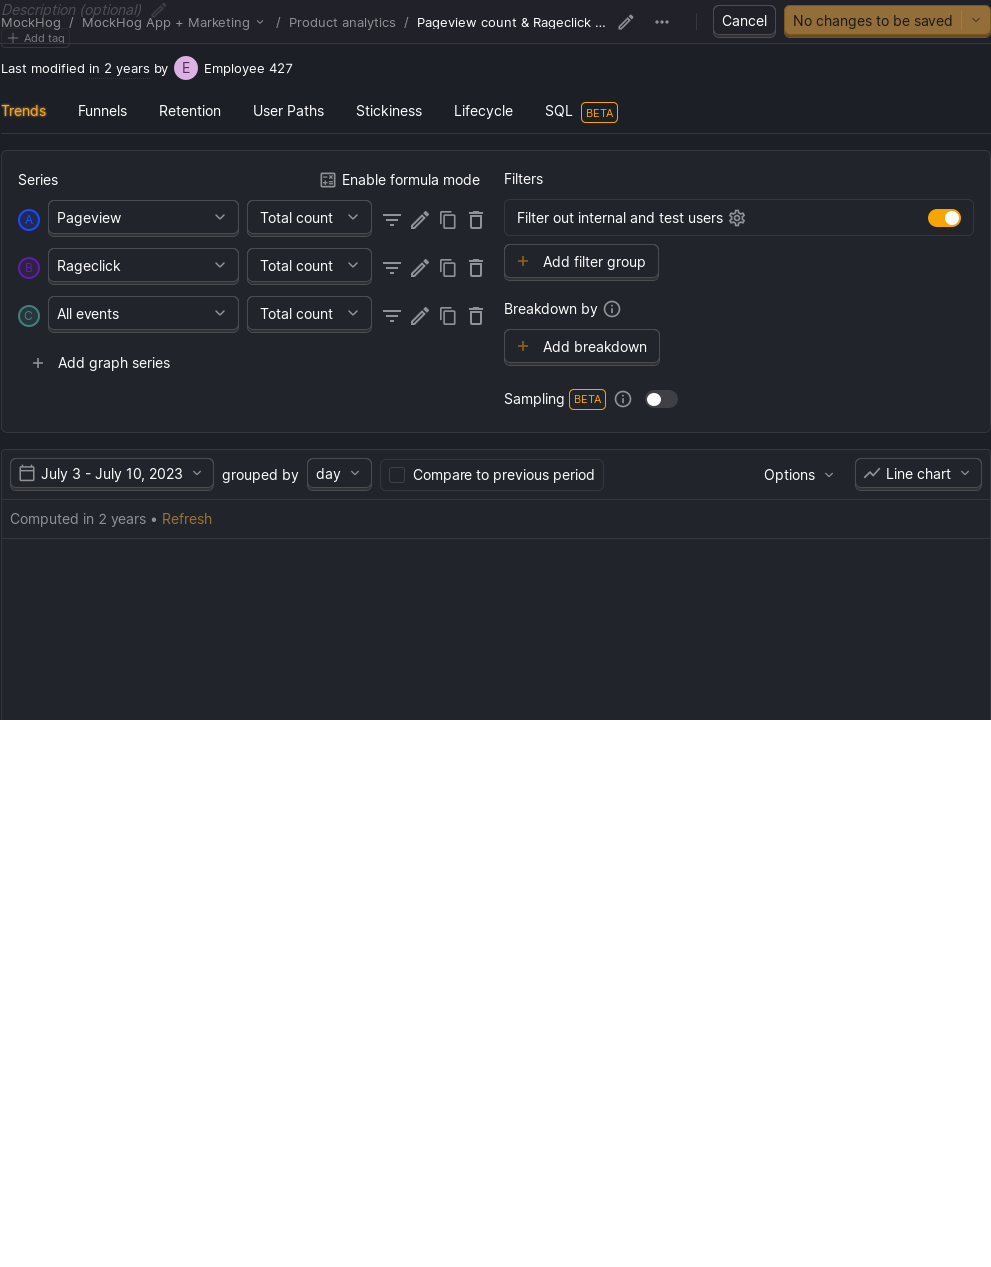 Description (optional)
MockHog / MockHog App + Marketing / Product analytics / Pageview count & Rageclick ...
Cancel
No changes to be saved
Add tag
Last modified in 2 years by E Employee 427
Trends Funnels Retention User Paths Stickiness Lifecycle SQL BETA
Series
Enable formula mode
A Pageview Total count
B Rageclick Total count
C All events Total count
Add graph series
Filters
Filter out internal and test users
Add filter group
Breakdown by
Add breakdown
Sampling BETA
July 3 - July 10, 2023 grouped by day Compare to previous period Options Line chart
Computed in 2 years • Refresh